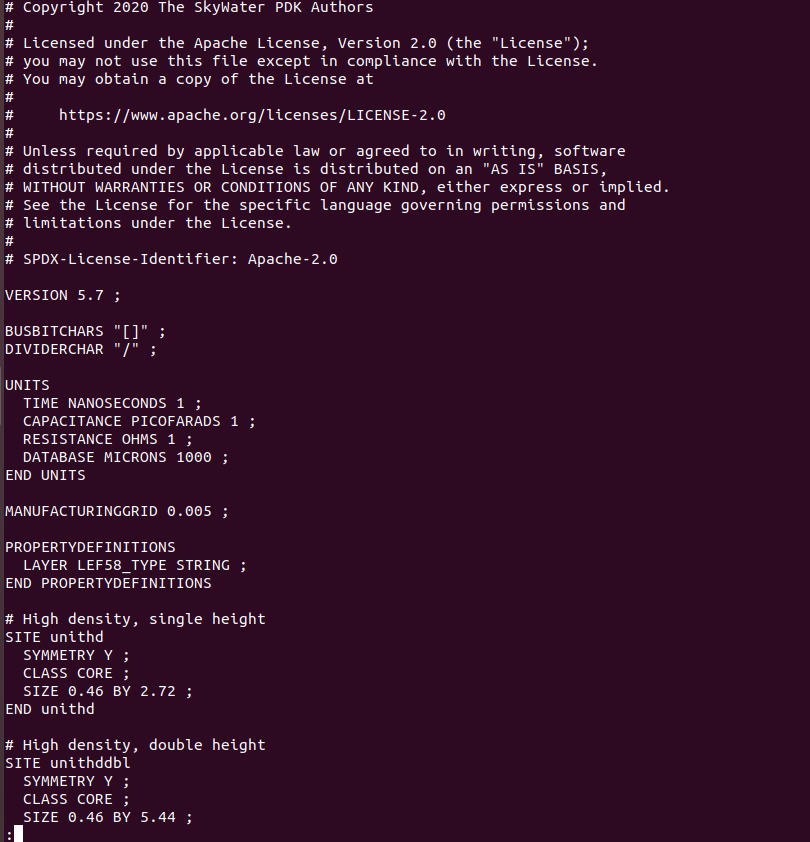 # Copyright 2020 The SkyWater PDK Authors
#
# Licensed under the Apache License, Version 2.0 (the "License");
# you may not use this file except in compliance with the License.
# You may obtain a copy of the License at
#
#     https://www.apache.org/licenses/LICENSE-2.0
#
# Unless required by applicable law or agreed to in writing, software
# distributed under the License is distributed on an "AS IS" BASIS,
# WITHOUT WARRANTIES OR CONDITIONS OF ANY KIND, either express or implied.
# See the License for the specific language governing permissions and
# limitations under the License.
#
# SPDX-License-Identifier: Apache-2.0

VERSION 5.7 ;

BUSBITCHARS "[]" ;
DIVIDERCHAR "/" ;

UNITS
  TIME NANOSECONDS 1 ;
  CAPACITANCE PICOFARADS 1 ;
  RESISTANCE OHMS 1 ;
  DATABASE MICRONS 1000 ;
END UNITS

MANUFACTURINGGRID 0.005 ;

PROPERTYDEFINITIONS
  LAYER LEF58_TYPE STRING ;
END PROPERTYDEFINITIONS

# High density, single height
SITE unithd
  SYMMETRY Y ;
  CLASS CORE ;
  SIZE 0.46 BY 2.72 ;
END unithd

# High density, double height
SITE unithddbl
  SYMMETRY Y ;
  CLASS CORE ;
  SIZE 0.46 BY 5.44 ;
: